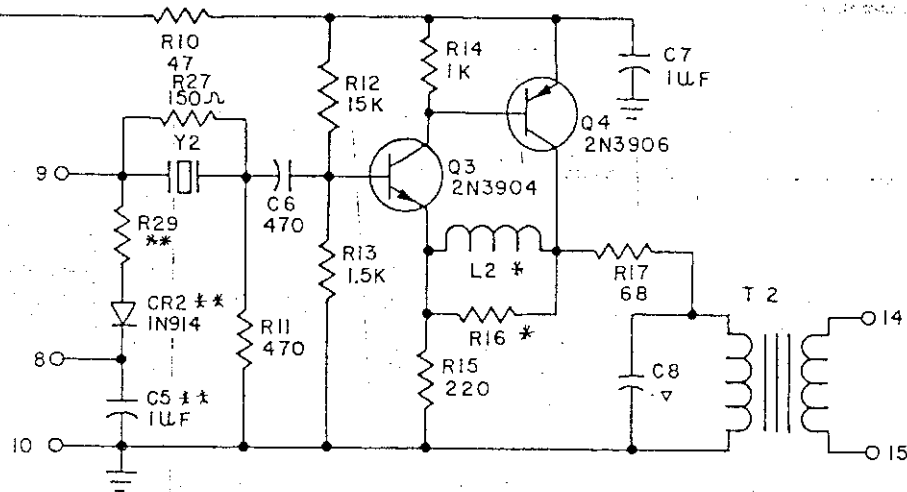 R10
47
R27
150Ω
Y2
R12
15K
R14
1K
C7
1UF
Q4
2N3906
Q3
2N3904
9
C6
470
R29
**
R13
1.5K
L2 *
R17
68
T2
CR2 **
1N914
R11
470
R16 *
14
8
R15
220
C8
▽
C5 **
1UF
10
15